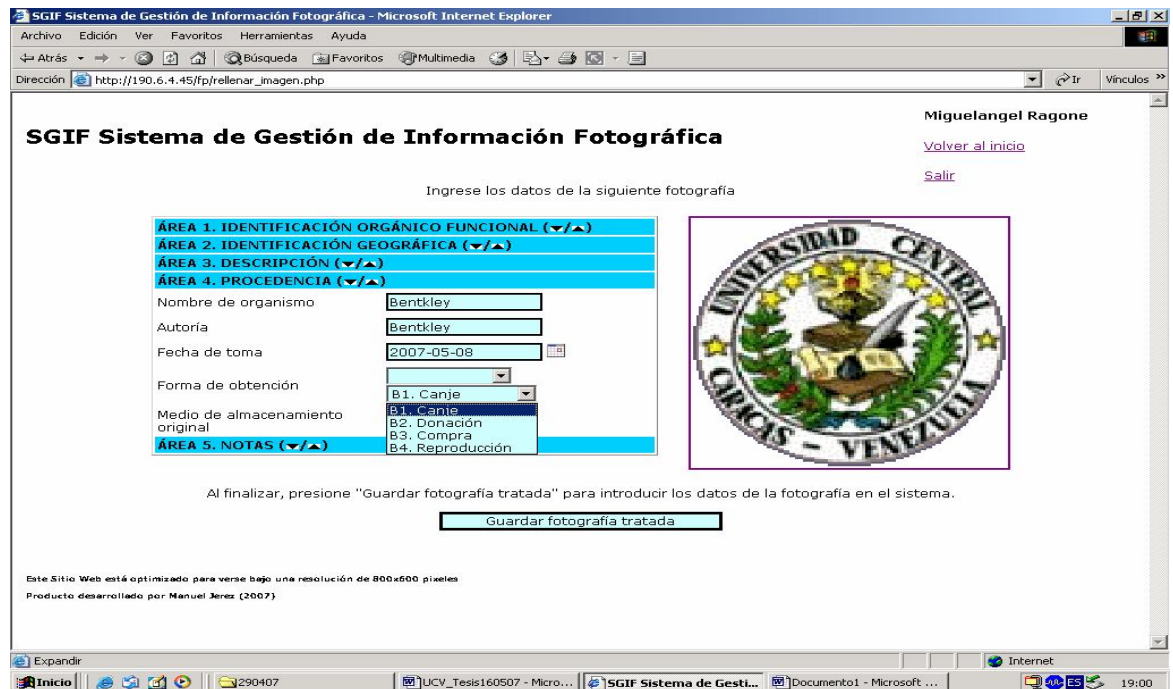 SGIF Sistema de Gestión de Información Fotográfica - Microsoft Internet Explorer
Archivo Edición Ver Favoritos Herramientas Ayuda
Atrás Búsqueda Favoritos Multimedia
Dirección http://190.6.4.45/fp/rellenar_imagen.php Ir Vínculos »
Miguelangel Ragone
SGIF Sistema de Gestión de Información Fotográfica
Volver al inicio
Salir
Ingrese los datos de la siguiente fotografía
ÁREA 1. IDENTIFICACIÓN ORGÁNICO FUNCIONAL (▼/▲)
ÁREA 2. IDENTIFICACIÓN GEOGRÁFICA (▼/▲)
ÁREA 3. DESCRIPCIÓN (▼/▲)
ÁREA 4. PROCEDENCIA (▼/▲)
Nombre de organismo Bentkley
Autoría Bentkley
Fecha de toma 2007-05-08
Forma de obtención
B1. Canje
B1. Canje
B2. Donación
B3. Compra
B4. Reproducción
Medio de almacenamiento
original
ÁREA 5. NOTAS (▼/▲)
UNIVERSIDAD CENTRAL
CARACAS - VENEZUELA
Al finalizar, presione "Guardar fotografía tratada" para introducir los datos de la fotografía en el sistema.
Guardar fotografía tratada
Este Sitio Web está optimizado para verse bajo una resolución de 800x600 pixeles
Producto desarrollado por Manuel Jerez (2007)
Expandir Internet
Inicio 290407 UCV_Tesis160507 - Micro... SGIF Sistema de Gesti... Documento1 - Microsoft ... ES 19:00